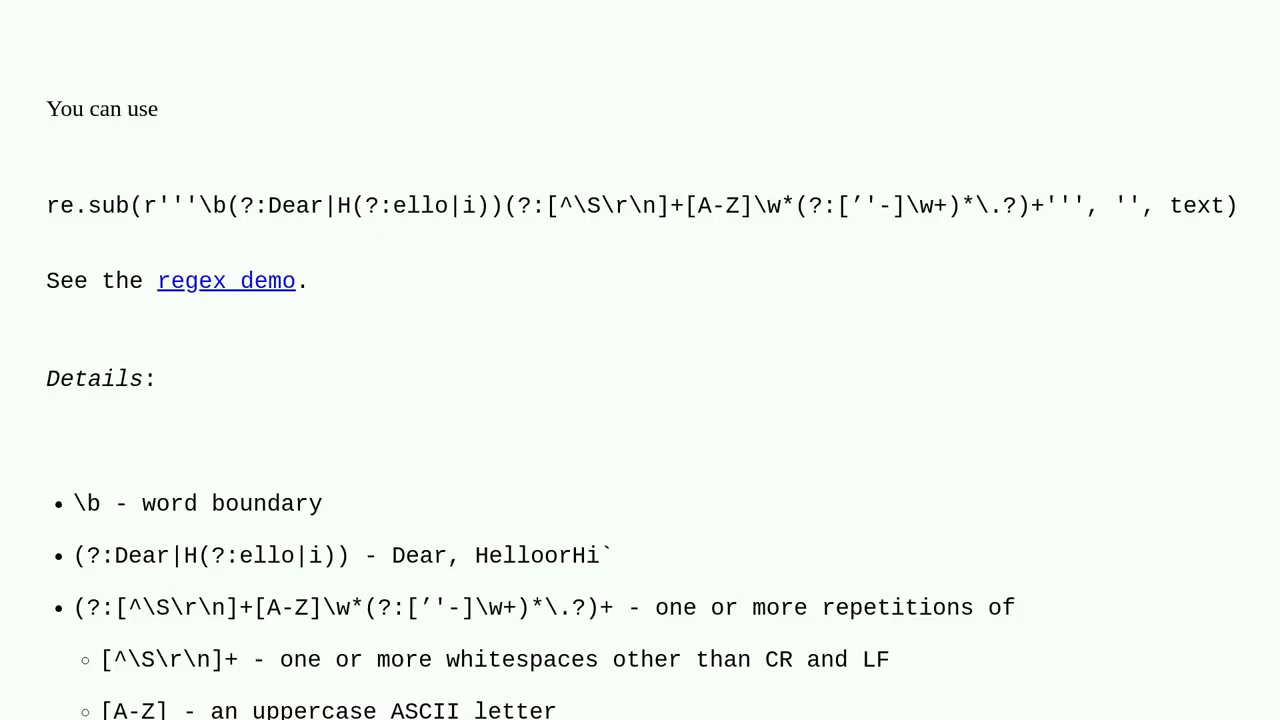 You can use
re.sub(r'''\b(?:Dear|H(?:ello|i))(?:[^\S\r\n]+[A-Z]\w*(?:[’'-]\w+)*\.?)+''', '', text)
See the regex demo.
Details:
• \b - word boundary
• (?:Dear|H(?:ello|i)) - Dear, HelloorHi`
• (?:[^\S\r\n]+[A-Z]\w*(?:[’'-]\w+)*\.?)+ - one or more repetitions of
◦ [^\S\r\n]+ - one or more whitespaces other than CR and LF
◦ [A-Z] - an uppercase ASCII letter